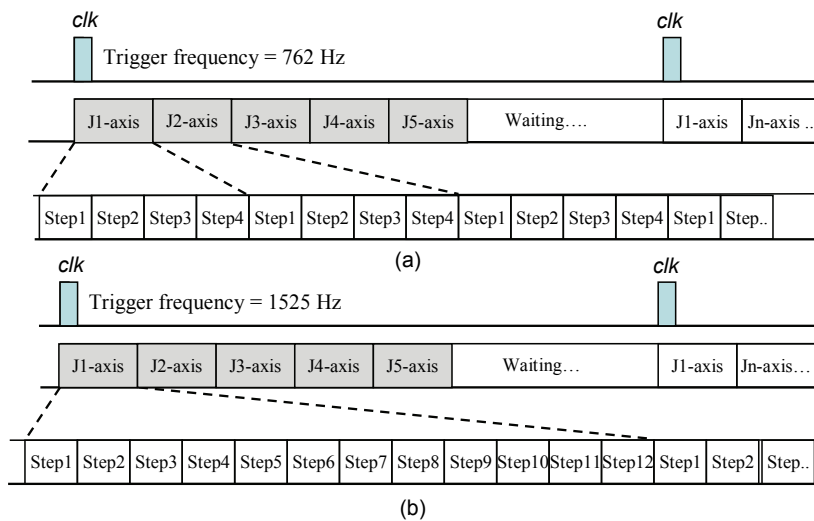 clk clk
Trigger frequency = 762 Hz
J1-axis J2-axis J3-axis J4-axis J5-axis Waiting.... J1-axis Jn-axis ..
Step1 Step2 Step3 Step4 Step1 Step2 Step3 Step4 Step1 Step2 Step3 Step4 Step1 Step..
(a)
clk clk
Trigger frequency = 1525 Hz
J1-axis J2-axis J3-axis J4-axis J5-axis Waiting... J1-axis Jn-axis...
Step1 Step2 Step3 Step4 Step5 Step6 Step7 Step8 Step9 Step10 Step11 Step12 Step1 Step2 Step..
(b)